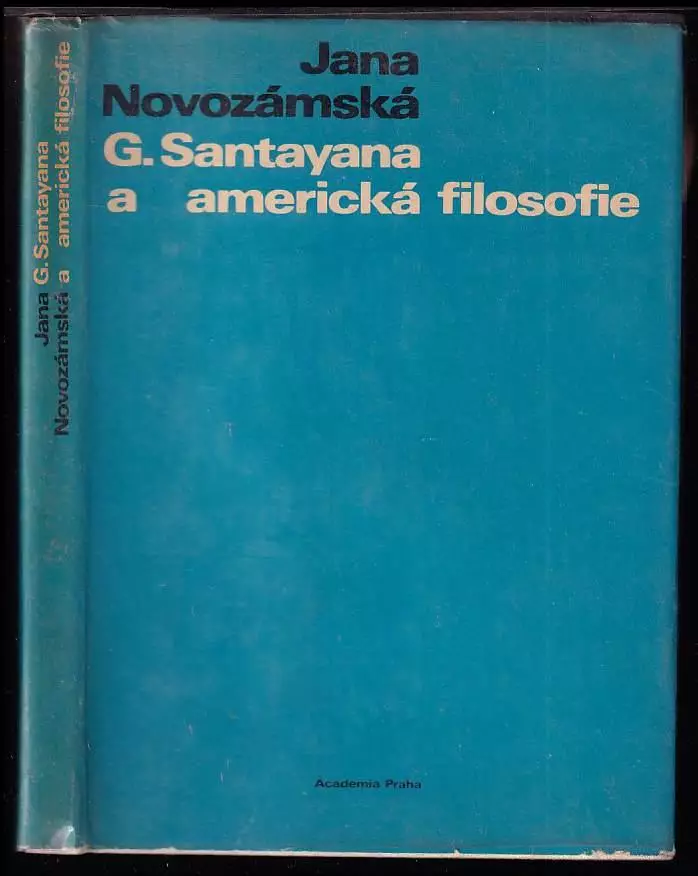 Jana
Novozámská
G. Santayana
a americká filosofie
Academia Praha
Jana G. Santayana
Novozámská a americká filosofie